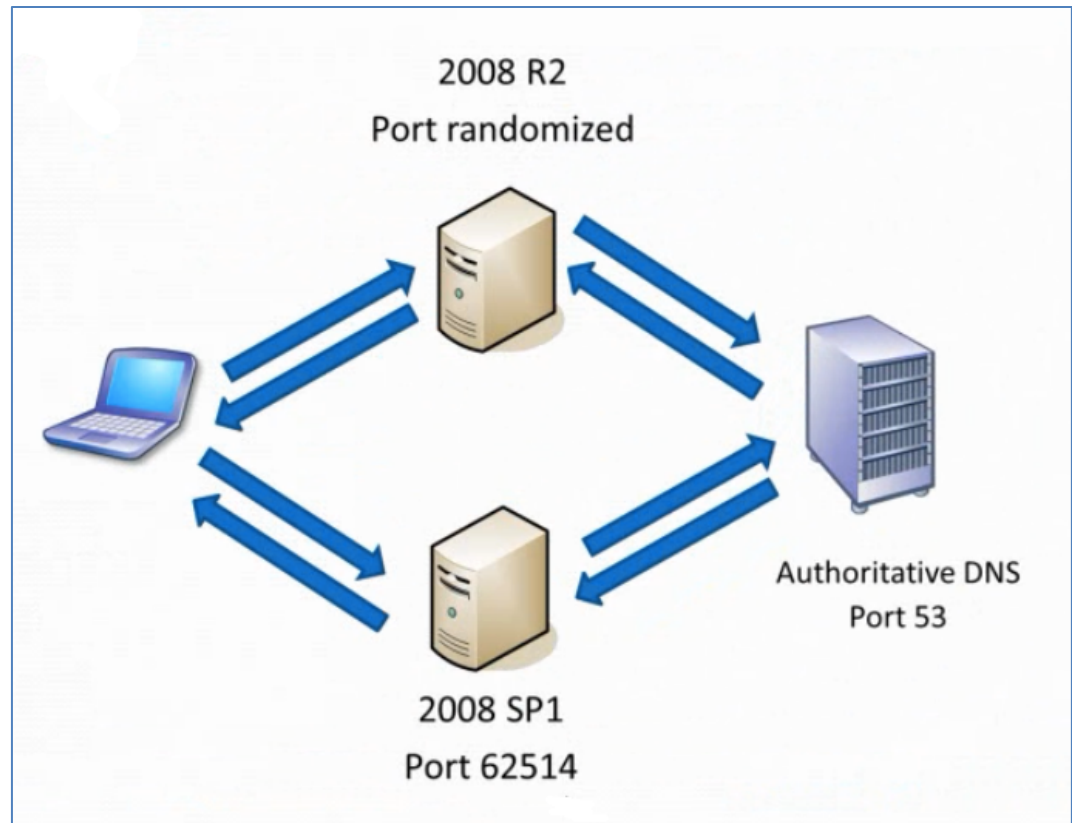 2008 R2
Port randomized
Authoritative DNS
Port 53
2008 SP1
Port 62514